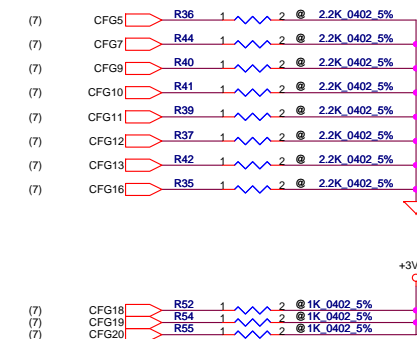 (7) CFG5 R36 1 2 @ 2.2K_0402_5%
(7) CFG7 R44 1 2 @ 2.2K_0402_5%
(7) CFG9 R40 1 2 @ 2.2K_0402_5%
(7) CFG10 R41 1 2 @ 2.2K_0402_5%
(7) CFG11 R39 1 2 @ 2.2K_0402_5%
(7) CFG12 R37 1 2 @ 2.2K_0402_5%
(7) CFG13 R42 1 2 @ 2.2K_0402_5%
(7) CFG16 R35 1 2 @ 2.2K_0402_5%
+3V
(7) CFG18 R52 1 2 @ 1K_0402_5%
(7) CFG19 R54 1 2 @ 1K_0402_5%
(7) CFG20 R55 1 2 @ 1K_0402_5%